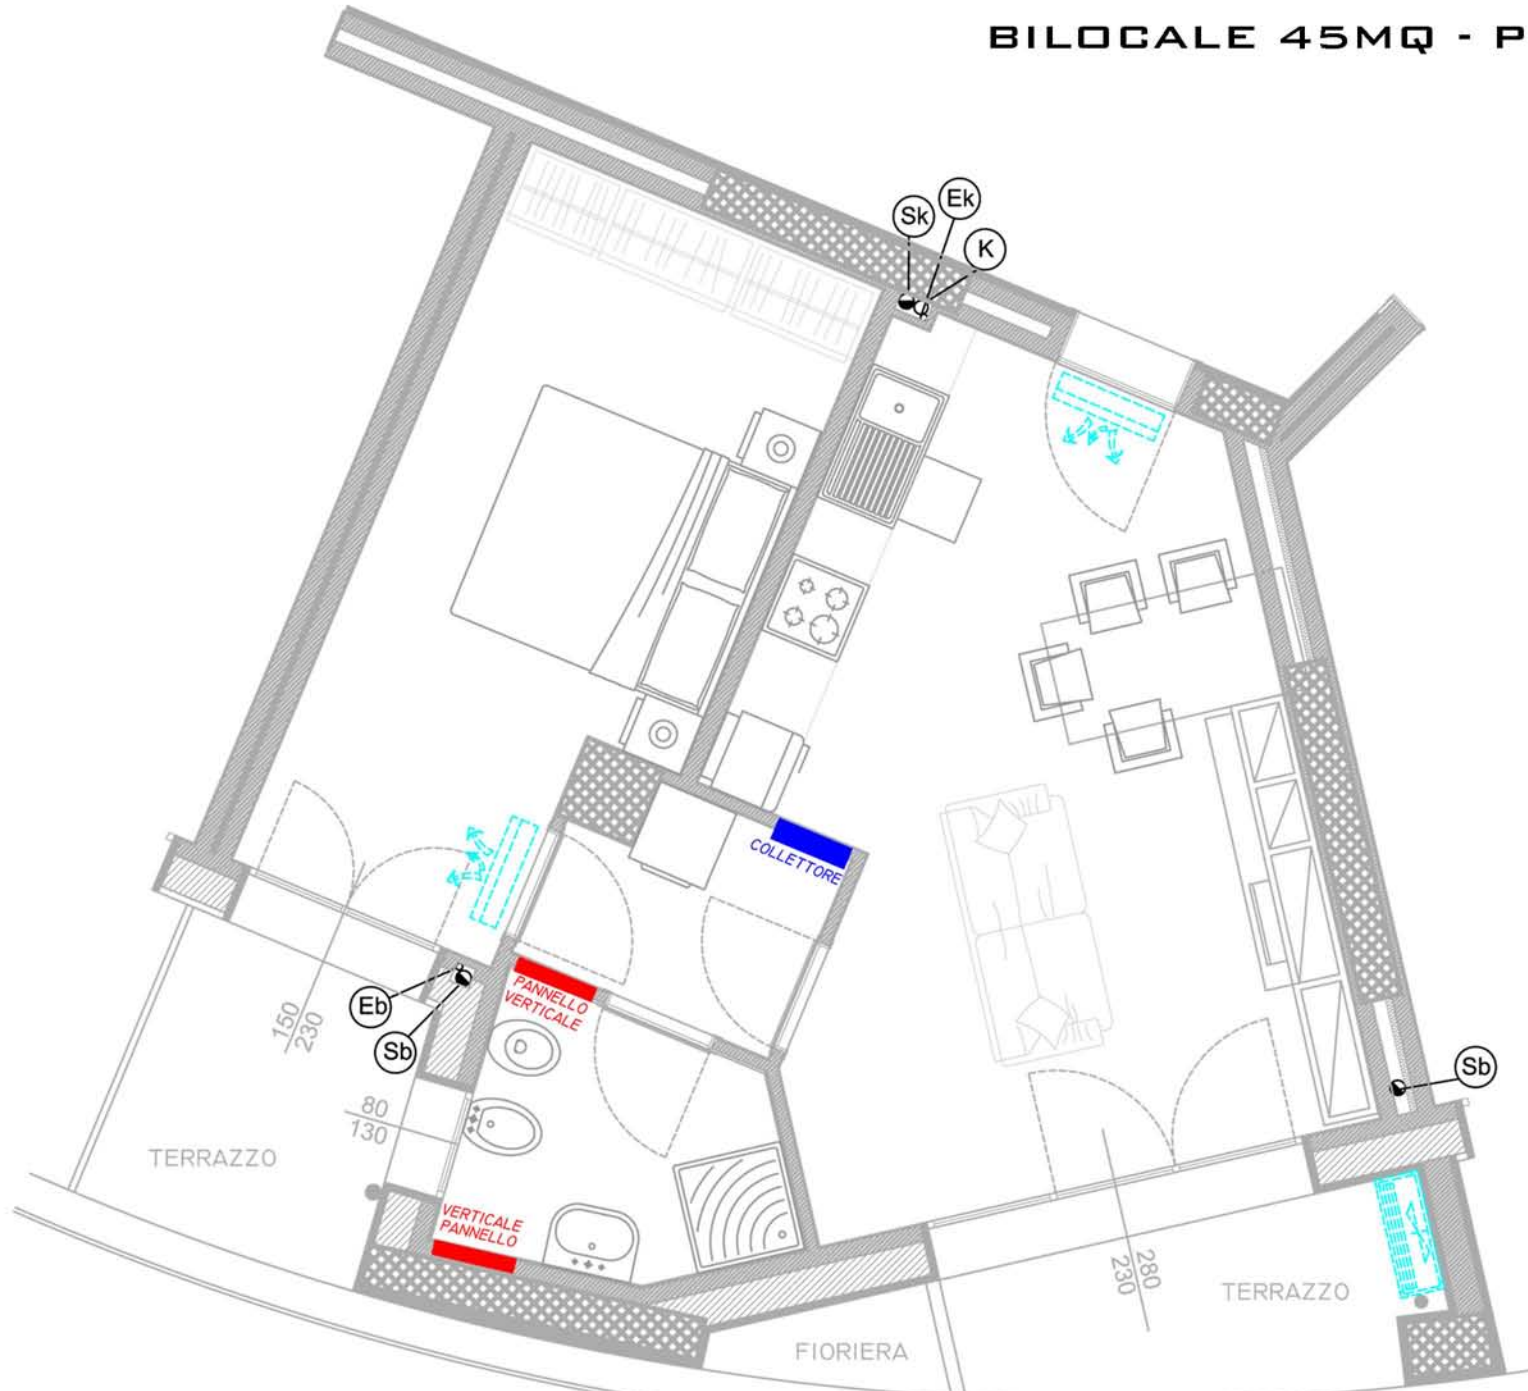 BILOCALE 45MQ - P
Ek
Sk
K
COLLETTORE
PANNELLO
VERTICALE
Eb
150
230
Sb
Sb
80
130
TERRAZZO
VERTICALE
PANNELLO
280
230
TERRAZZO
FIORIERA